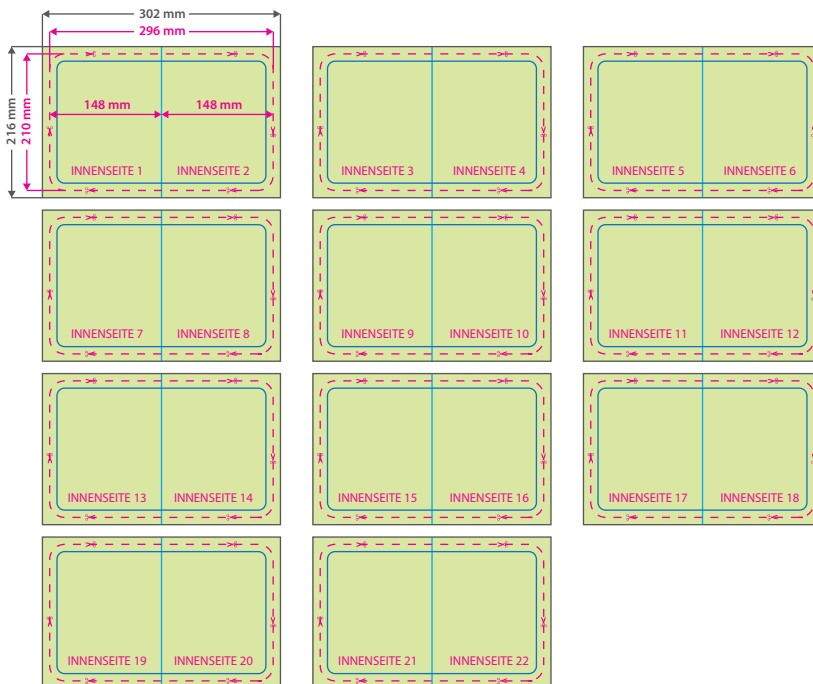 302 mm
296 mm
216 mm
210 mm
148 mm 148 mm
INNENSEITE 1 INNENSEITE 2
INNENSEITE 3 INNENSEITE 4
INNENSEITE 5 INNENSEITE 6
INNENSEITE 7 INNENSEITE 8
INNENSEITE 9 INNENSEITE 10
INNENSEITE 11 INNENSEITE 12
INNENSEITE 13 INNENSEITE 14
INNENSEITE 15 INNENSEITE 16
INNENSEITE 17 INNENSEITE 18
INNENSEITE 19 INNENSEITE 20
INNENSEITE 21 INNENSEITE 22